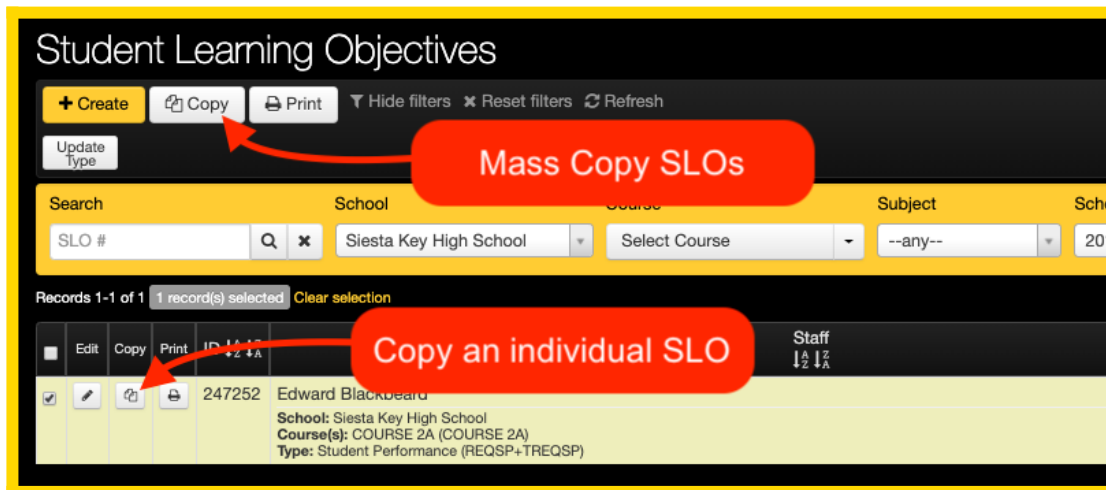 Student Learning Objectives
Create Copy Print Hide filters Reset filters Refresh
Update
Type
Mass Copy SLOs
Search School Course Subject
SLO # Siesta Key High School Select Course --any-- 20
Records 1-1 of 1 1 record(s) selected Clear selection
Edit Copy Print ID Staff
Copy an individual SLO
247252 Edward Blackbeard
School: Siesta Key High School
Course(s): COURSE 2A (COURSE 2A)
Type: Student Performance (REQSP+TREQSP)